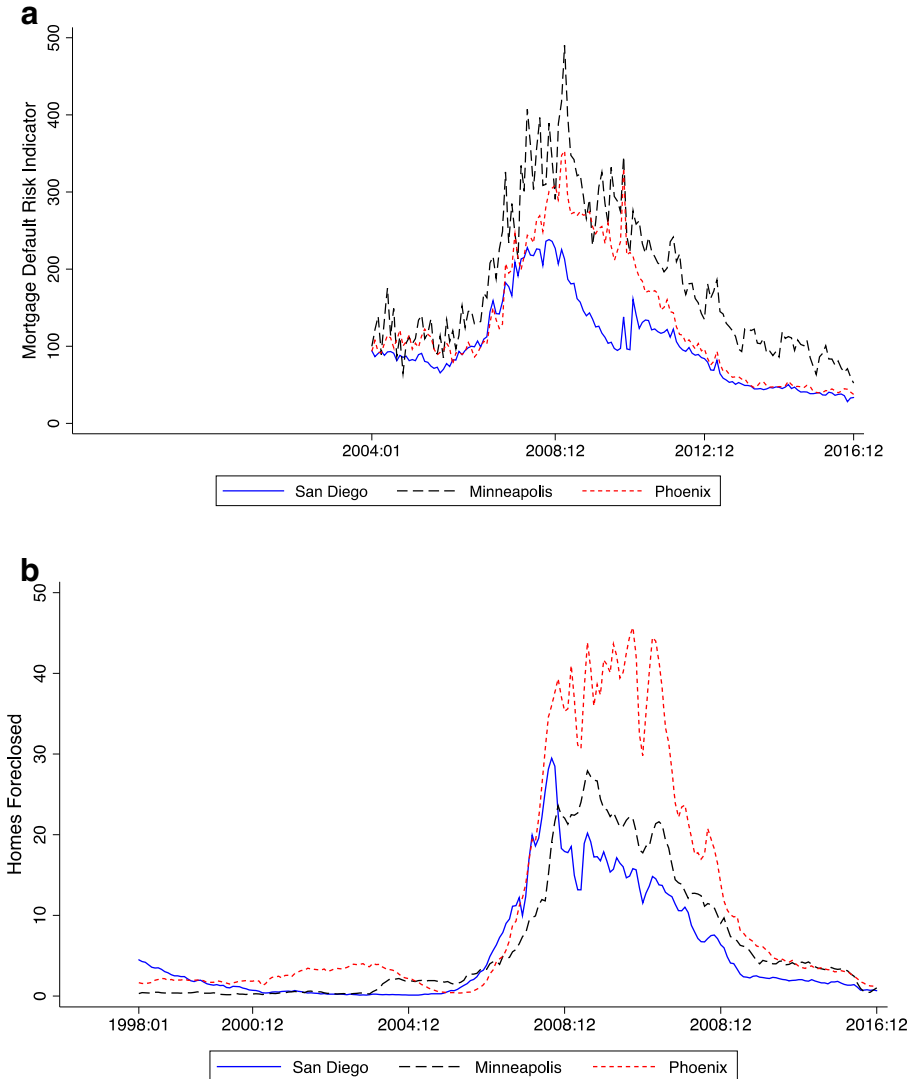 a
Mortgage Default Risk Indicator
500
400
300
200
100
0
2004:01 2008:12 2012:12 2016:12
San Diego Minneapolis Phoenix
b
Homes Foreclosed
50
40
30
20
10
0
1998:01 2000:12 2004:12 2008:12 2008:12 2016:12
San Diego Minneapolis Phoenix